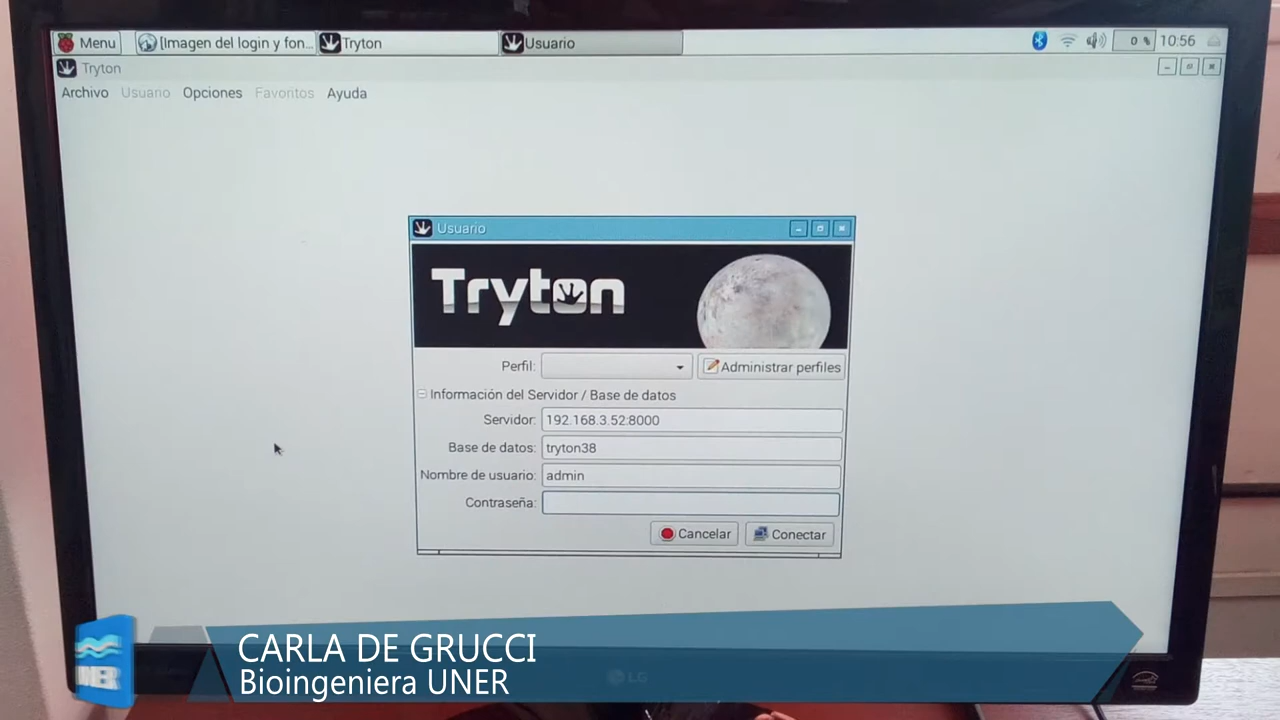 Menu
[Imagen del login y fon...
Tryton
Usuario
0 %
10:56
Tryton
Archivo Usuario Opciones Favoritos Ayuda
Usuario
Tryton
Perfil:
Administrar perfiles
Información del Servidor / Base de datos
Servidor: 192.168.3.52:8000
Base de datos: tryton38
Nombre de usuario: admin
Contraseña:
Cancelar
Conectar
UNER
CARLA DE GRUCCI
Bioingeniera UNER
LG